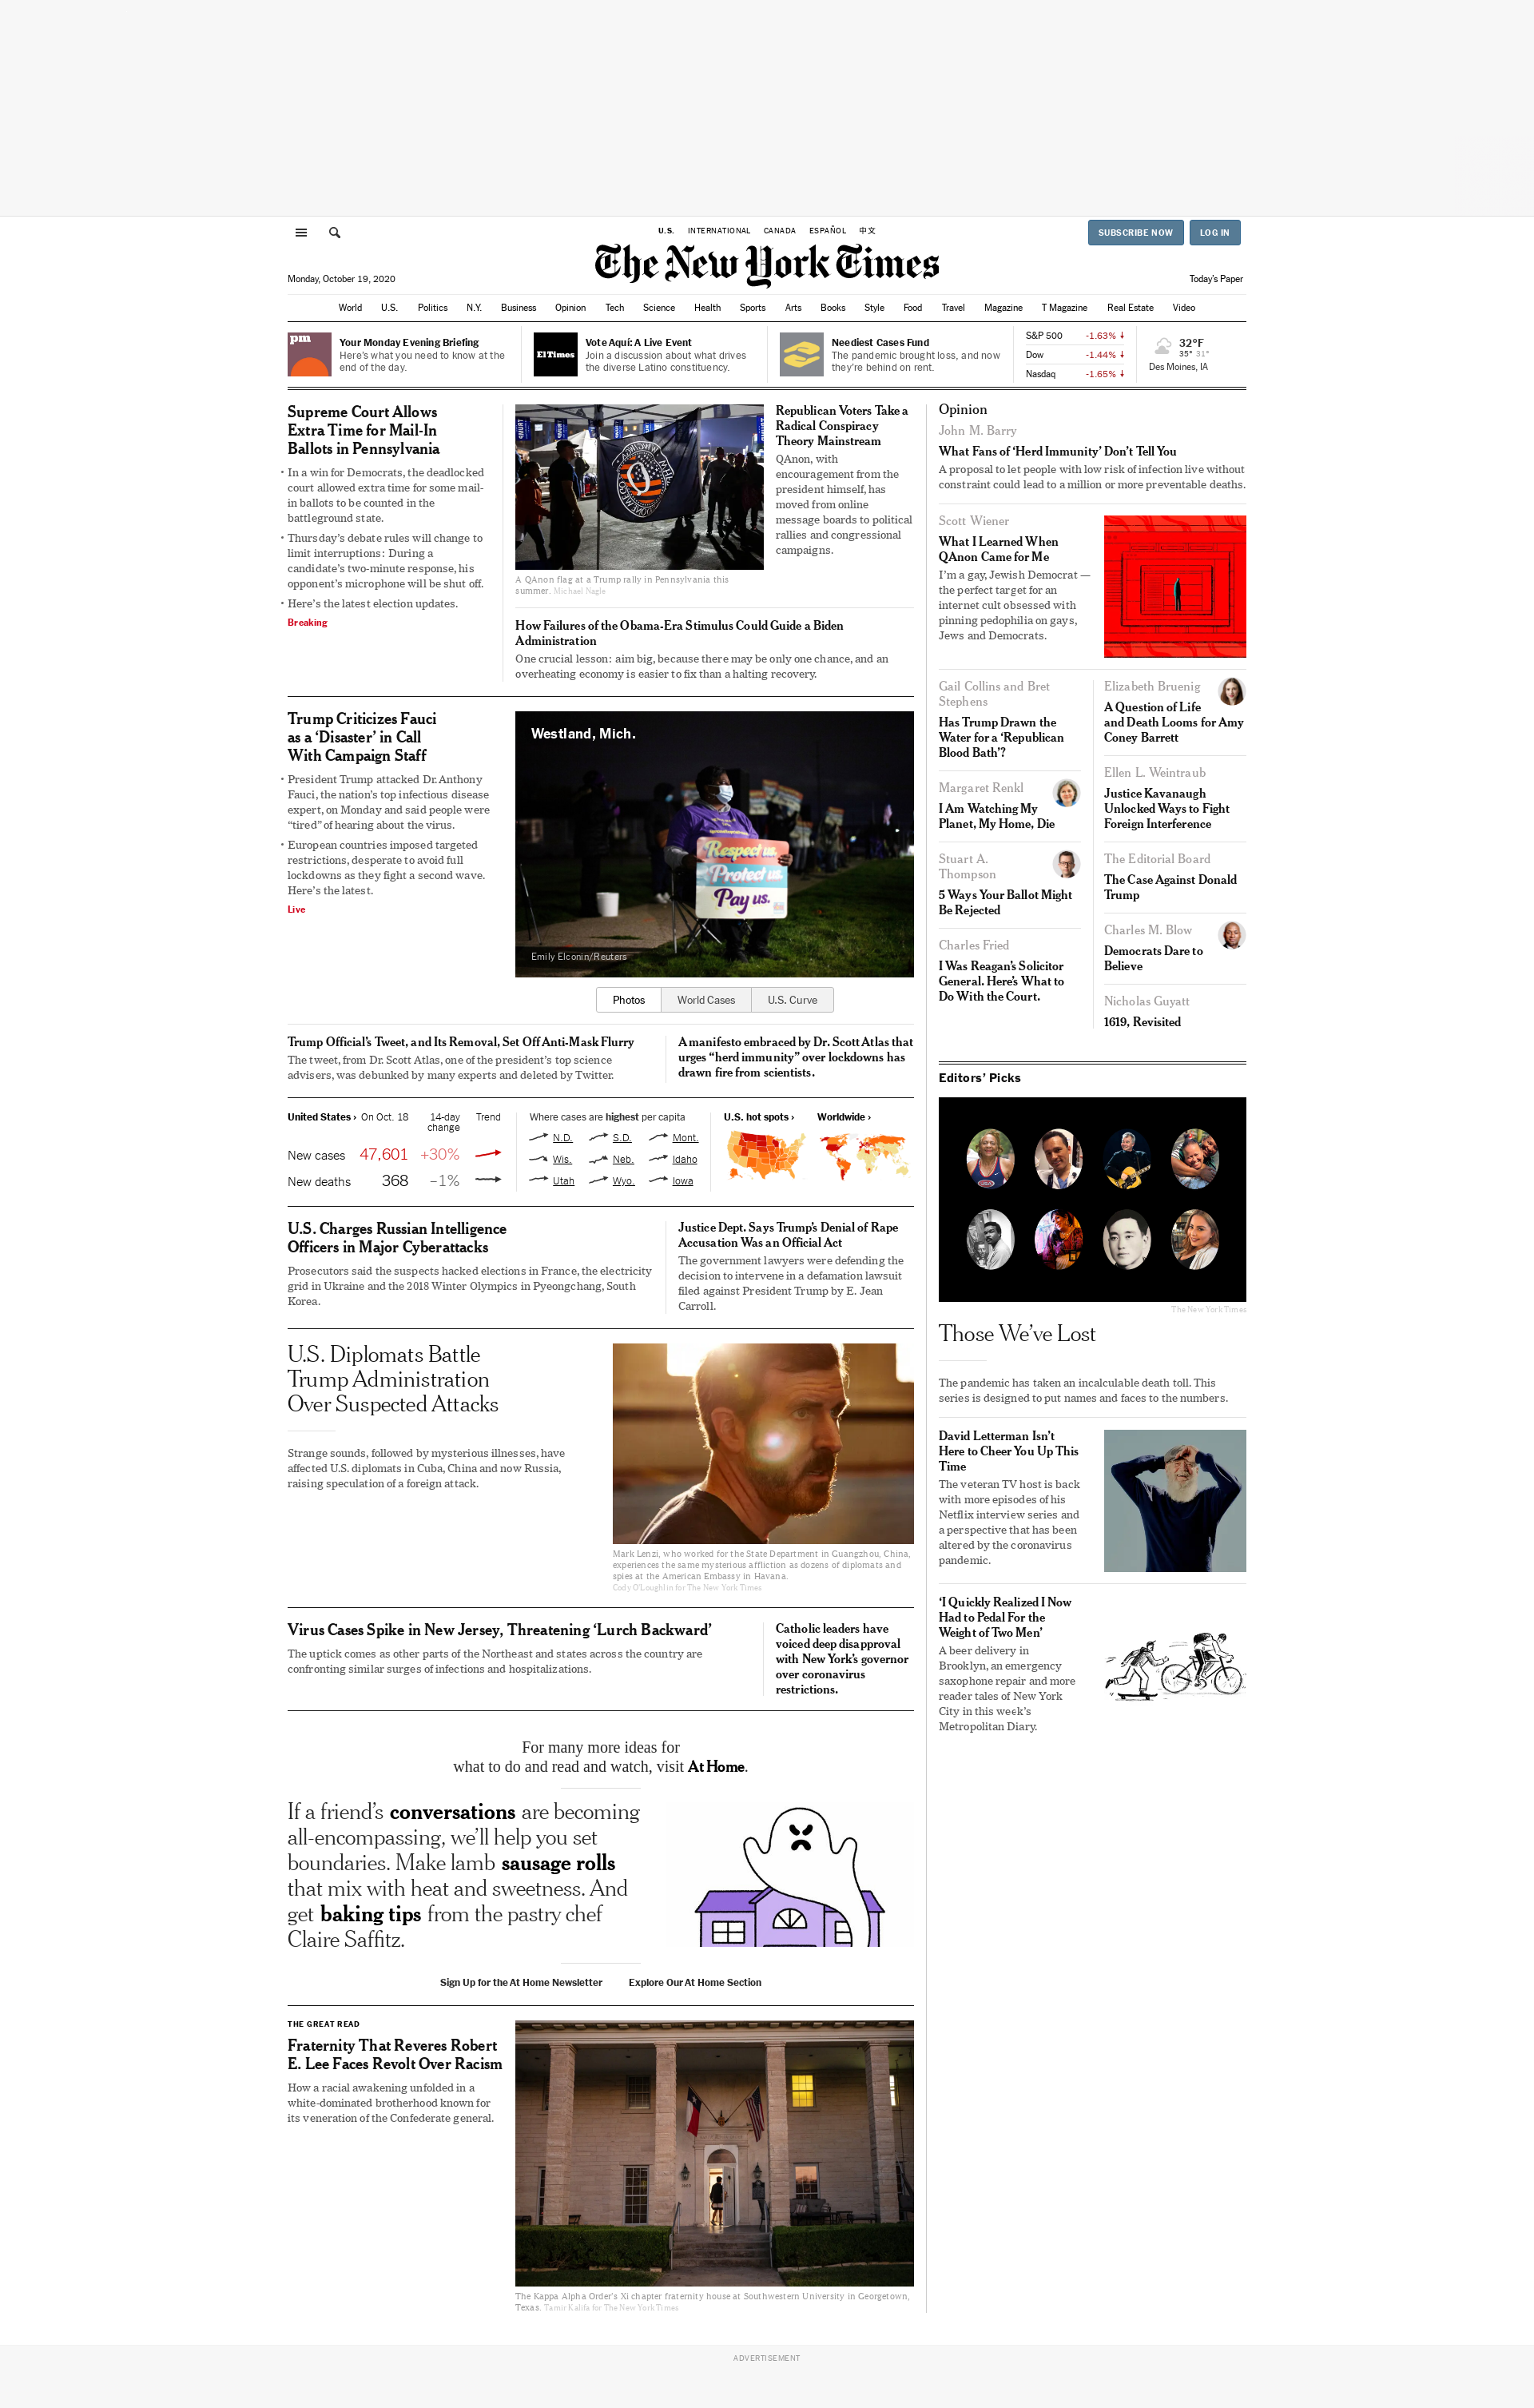 U.S. INTERNATIONAL CANADA ESPAÑOL 中文
SUBSCRIBE NOW LOG IN
The New York Times
Monday, October 19, 2020
Today's Paper
World U.S. Politics N.Y. Business Opinion Tech Science Health Sports Arts Books Style Food Travel Magazine T Magazine Real Estate Video
pm
Your Monday Evening Briefing
Here's what you need to know at the
end of the day.
El Times
Vote Aquí: A Live Event
Join a discussion about what drives
the diverse Latino constituency.
Neediest Cases Fund
The pandemic brought loss, and now
they're behind on rent.
S&P 500 -1.63%
Dow -1.44%
Nasdaq -1.65%
32°F
35° 31°
Des Moines, IA
Supreme Court Allows
Extra Time for Mail-In
Ballots in Pennsylvania
• In a win for Democrats, the deadlocked
court allowed extra time for some mail-
in ballots to be counted in the
battleground state.
• Thursday's debate rules will change to
limit interruptions: During a
candidate's two-minute response, his
opponent's microphone will be shut off.
• Here's the latest election updates.
Breaking
A QAnon flag at a Trump rally in Pennsylvania this
summer. Michael Nagle
Republican Voters Take a
Radical Conspiracy
Theory Mainstream
QAnon, with
encouragement from the
president himself, has
moved from online
message boards to political
rallies and congressional
campaigns.
How Failures of the Obama-Era Stimulus Could Guide a Biden
Administration
One crucial lesson: aim big, because there may be only one chance, and an
overheating economy is easier to fix than a halting recovery.
Trump Criticizes Fauci
as a ‘Disaster’ in Call
With Campaign Staff
• President Trump attacked Dr. Anthony
Fauci, the nation's top infectious disease
expert, on Monday and said people were
“tired” of hearing about the virus.
• European countries imposed targeted
restrictions, desperate to avoid full
lockdowns as they fight a second wave.
Here's the latest.
Live
Westland, Mich.
Respect us.
Protect us.
Pay us.
Emily Elconin/Reuters
Photos World Cases U.S. Curve
Trump Official’s Tweet, and Its Removal, Set Off Anti-Mask Flurry
The tweet, from Dr. Scott Atlas, one of the president's top science
advisers, was debunked by many experts and deleted by Twitter.
A manifesto embraced by Dr. Scott Atlas that
urges “herd immunity” over lockdowns has
drawn fire from scientists.
United States › On Oct. 18 14-day Trend
change
New cases 47,601 +30%
New deaths 368 –1%
Where cases are highest per capita
N.D. S.D. Mont.
Wis. Neb. Idaho
Utah Wyo. Iowa
U.S. hot spots › Worldwide ›
U.S. Charges Russian Intelligence
Officers in Major Cyberattacks
Prosecutors said the suspects hacked elections in France, the electricity
grid in Ukraine and the 2018 Winter Olympics in Pyeongchang, South
Korea.
Justice Dept. Says Trump’s Denial of Rape
Accusation Was an Official Act
The government lawyers were defending the
decision to intervene in a defamation lawsuit
filed against President Trump by E. Jean
Carroll.
U.S. Diplomats Battle
Trump Administration
Over Suspected Attacks
Strange sounds, followed by mysterious illnesses, have
affected U.S. diplomats in Cuba, China and now Russia,
raising speculation of a foreign attack.
Mark Lenzi, who worked for the State Department in Guangzhou, China,
experiences the same mysterious affliction as dozens of diplomats and
spies at the American Embassy in Havana.
Cody O'Loughlin for The New York Times
Virus Cases Spike in New Jersey, Threatening ‘Lurch Backward’
The uptick comes as other parts of the Northeast and states across the country are
confronting similar surges of infections and hospitalizations.
Catholic leaders have
voiced deep disapproval
with New York’s governor
over coronavirus
restrictions.
For many more ideas for
what to do and read and watch, visit At Home.
If a friend’s conversations are becoming
all-encompassing, we’ll help you set
boundaries. Make lamb sausage rolls
that mix with heat and sweetness. And
get baking tips from the pastry chef
Claire Saffitz.
Sign Up for the At Home Newsletter Explore Our At Home Section
THE GREAT READ
Fraternity That Reveres Robert
E. Lee Faces Revolt Over Racism
How a racial awakening unfolded in a
white-dominated brotherhood known for
its veneration of the Confederate general.
The Kappa Alpha Order's Xi chapter fraternity house at Southwestern University in Georgetown,
Texas. Tamir Kalifa for The New York Times
Opinion
John M. Barry
What Fans of ‘Herd Immunity’ Don’t Tell You
A proposal to let people with low risk of infection live without
constraint could lead to a million or more preventable deaths.
Scott Wiener
What I Learned When
QAnon Came for Me
I'm a gay, Jewish Democrat —
the perfect target for an
internet cult obsessed with
pinning pedophilia on gays,
Jews and Democrats.
Gail Collins and Bret
Stephens
Has Trump Drawn the
Water for a ‘Republican
Blood Bath’?
Margaret Renkl
I Am Watching My
Planet, My Home, Die
Stuart A.
Thompson
5 Ways Your Ballot Might
Be Rejected
Charles Fried
I Was Reagan’s Solicitor
General. Here’s What to
Do With the Court.
Elizabeth Bruenig
A Question of Life
and Death Looms for Amy
Coney Barrett
Ellen L. Weintraub
Justice Kavanaugh
Unlocked Ways to Fight
Foreign Interference
The Editorial Board
The Case Against Donald
Trump
Charles M. Blow
Democrats Dare to
Believe
Nicholas Guyatt
1619, Revisited
Editors’ Picks
The New York Times
Those We’ve Lost
The pandemic has taken an incalculable death toll. This
series is designed to put names and faces to the numbers.
David Letterman Isn’t
Here to Cheer You Up This
Time
The veteran TV host is back
with more episodes of his
Netflix interview series and
a perspective that has been
altered by the coronavirus
pandemic.
‘I Quickly Realized I Now
Had to Pedal For the
Weight of Two Men’
A beer delivery in
Brooklyn, an emergency
saxophone repair and more
reader tales of New York
City in this week's
Metropolitan Diary.
ADVERTISEMENT